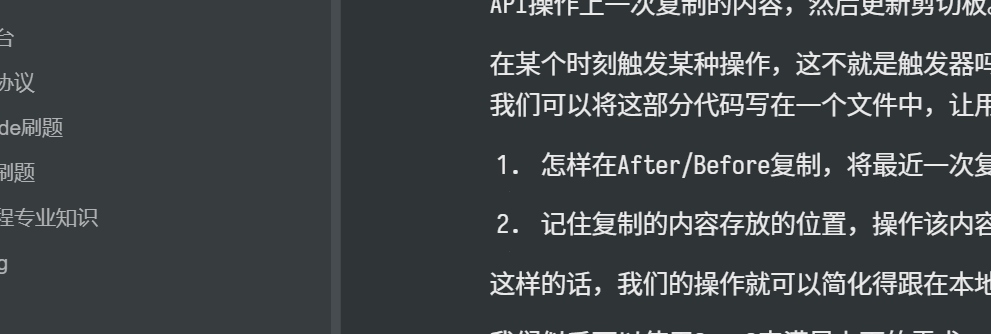 台
协议
de刷题
刷题
程专业知识
g
API操作上一次复制的内容，然后更新剪切板
在某个时刻触发某种操作，这不就是触发器吗
我们可以将这部分代码写在一个文件中，让用
1. 怎样在After/Before复制，将最近一次复
2. 记住复制的内容存放的位置，操作该内容
这样的话，我们的操作就可以简化得跟在本地